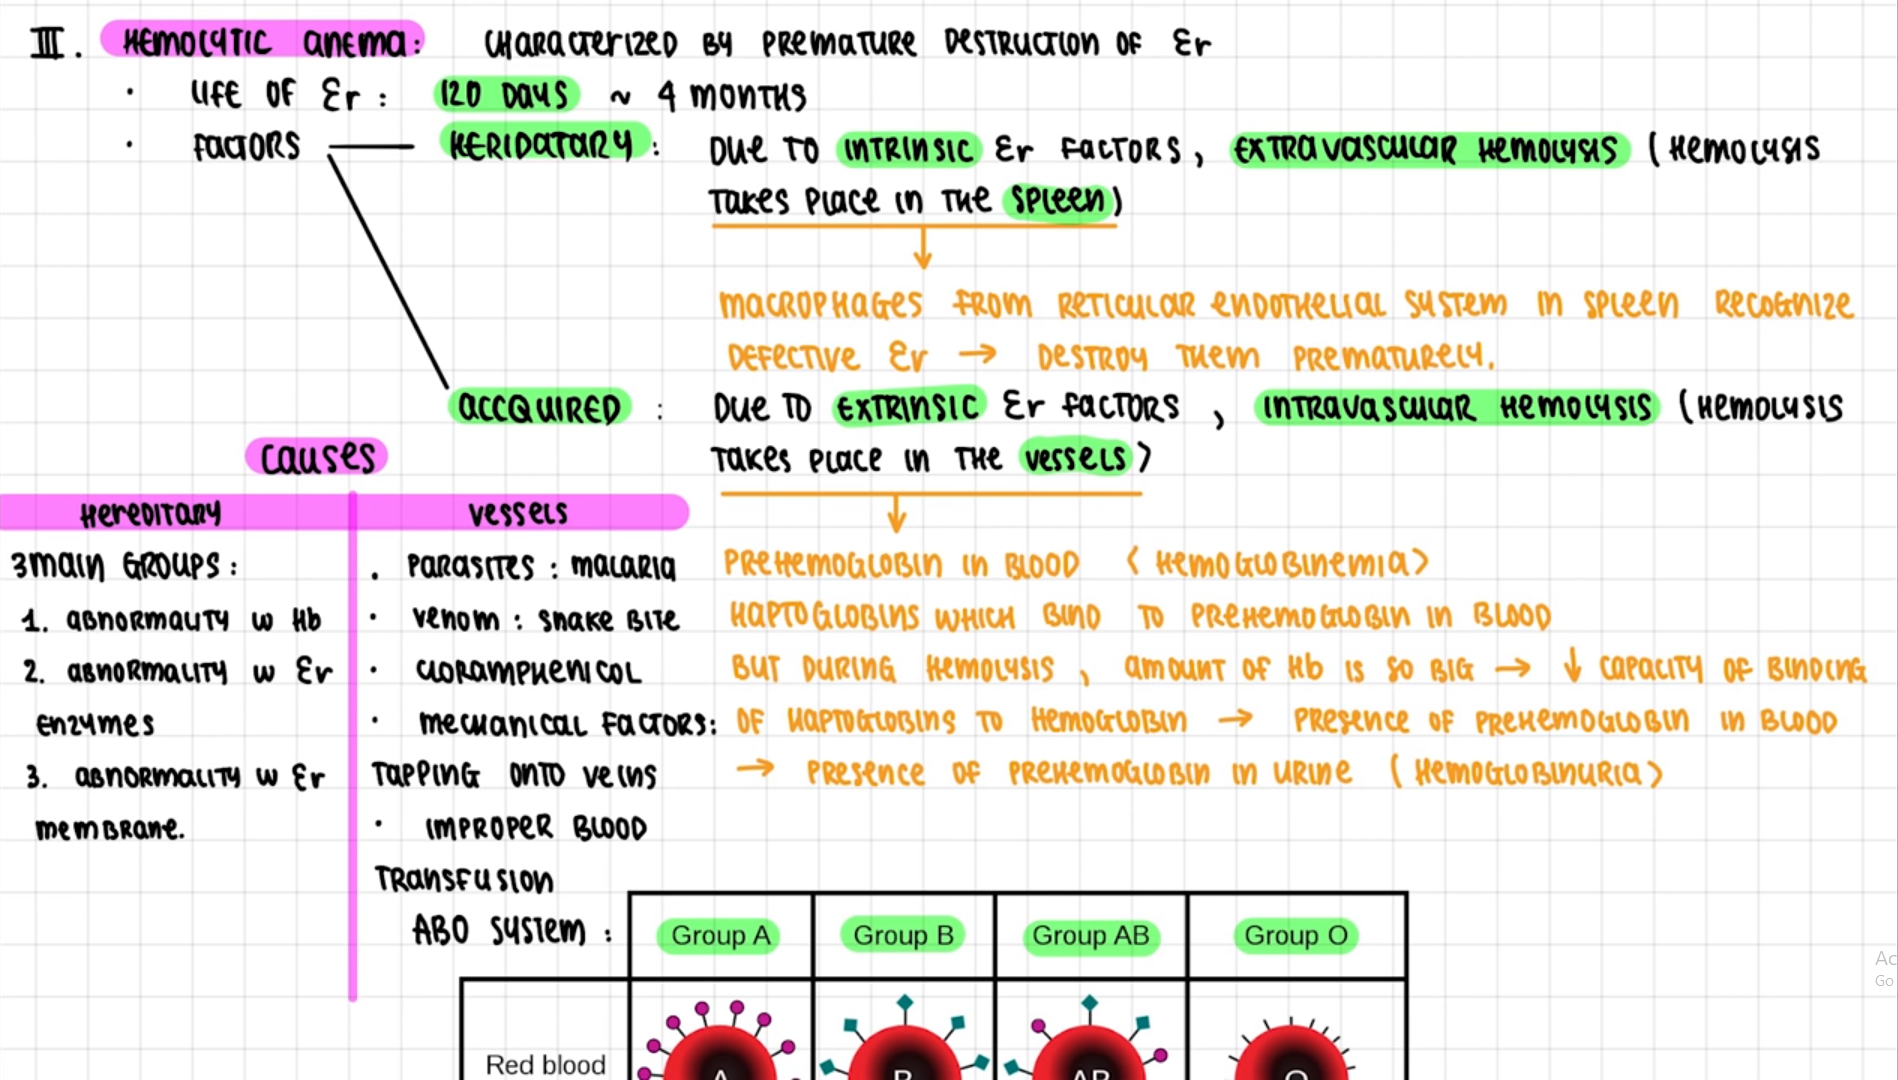 III. HEMOLYTIC ANEMA: CHARACTERIZED BY PREMATURE DESTRUCTION OF Er
· LIFE OF Er : 120 DAYS ~ 4 MONTHS
· FACTORS — HERIDATARY : DUE TO INTRINSIC Er FACTORS, EXTRAVASCULAR HEMOLYSIS (HEMOLYSIS
TAKES PLACE IN THE SPLEEN)
MACROPHAGES FROM RETICULAR ENDOTHELIAL SYSTEM IN SPLEEN RECOGNIZE
DEFECTIVE Er → DESTROY THEM PREMATURELY.
ACCQUIRED : DUE TO EXTRINSIC Er FACTORS , INTRAVASCULAR HEMOLYSIS (HEMOLYSIS
TAKES PLACE IN THE VESSELS)
PREHEMOGLOBIN IN BLOOD (HEMOGLOBINEMIA)
HAPTOGLOBINS WHICH BIND TO PREHEMOGLOBIN IN BLOOD
BUT DURING HEMOLYSIS , AMOUNT OF Hb IS SO BIG → ↓ CAPACITY OF BINDING
OF HAPTOGLOBINS TO HEMOGLOBIN → PRESENCE OF PREHEMOGLOBIN IN BLOOD
→ PRESENCE OF PREHEMOGLOBIN IN URINE (HEMOGLOBINURIA)
CAUSES
HEREDITARY
3 MAIN GROUPS :
1. ABNORMALITY W Hb
2. ABNORMALITY W Er
ENZYMES
3. ABNORMALITY W Er
MEMBRANE.
VESSELS
· PARASITES : MALARIA
· VENOM : SNAKE BITE
· CLORAMPHENICOL
· MECHANICAL FACTORS:
TAPPING ONTO VEINS
· IMPROPER BLOOD
TRANSFUSION
ABO SYSTEM :
Group A Group B Group AB Group O
Red blood
A B AB O
Ac
Go